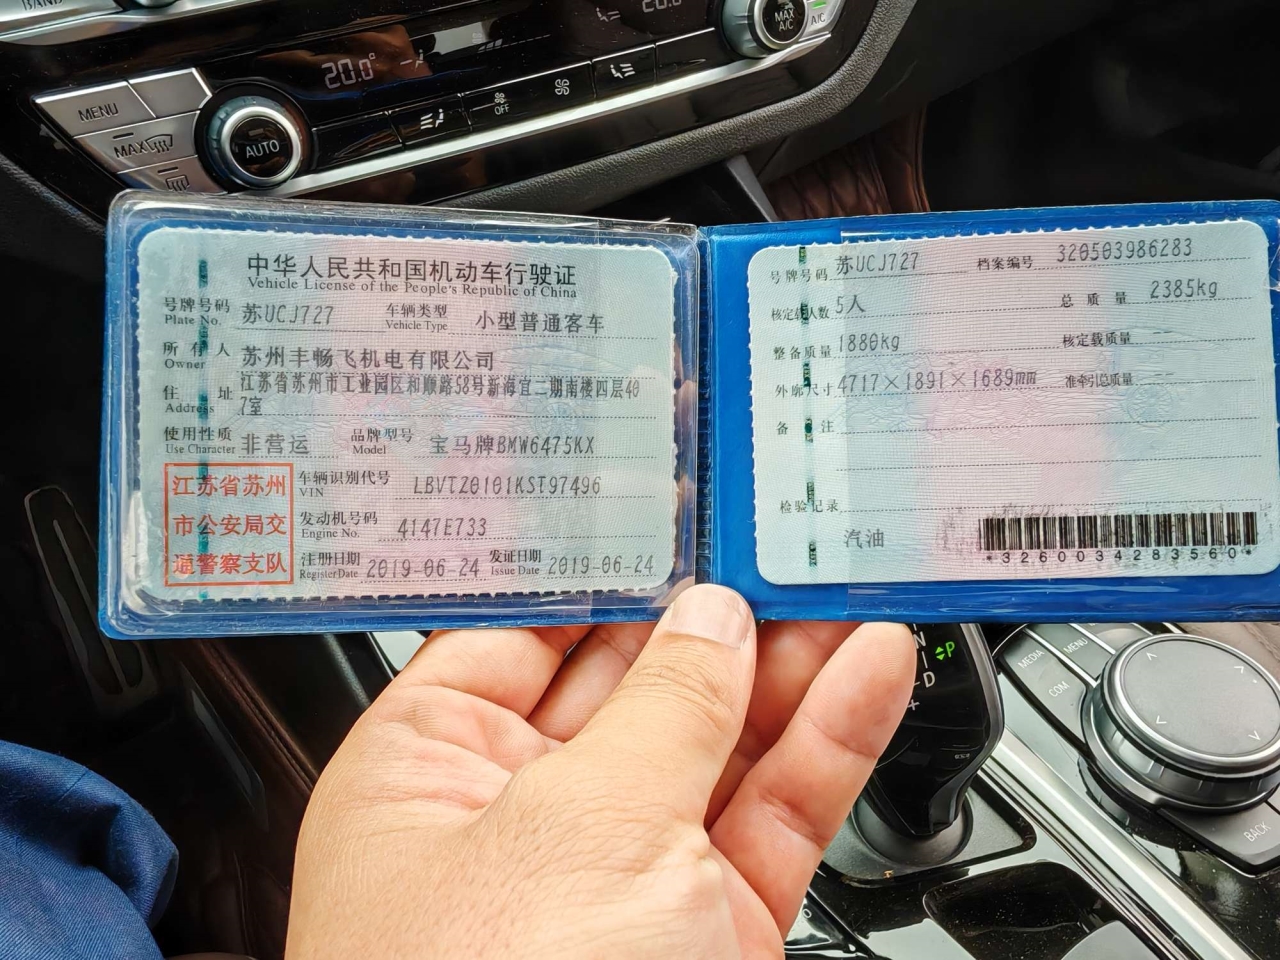 BAND
20.0°
20.0
MAX A/C
A/C
MENU
MAX
AUTO
OFF
中华人民共和国机动车行驶证
Vehicle License of the People's Republic of China
号牌号码 苏UCJ727 车辆类型 小型普通客车
Plate No. Vehicle Type
所有人 苏州丰畅飞机电有限公司
Owner
住址 江苏省苏州市工业园区和顺路58号新海宜二期南楼四层40
Address 7室
使用性质 非营运 品牌型号 宝马牌BMW6475KX
Use Character Model
江苏省苏州
市公安局交
通警察支队
车辆识别代号 LBVTZ0101KST97496
VIN
发动机号码 4147E733
Engine No.
注册日期 2019-06-24 发证日期 2019-06-24
Register Date Issue Date
号牌号码 苏UCJ727 档案编号 320503986283
核定载人数 5人 总质量 2385kg
整备质量 1880kg 核定载质量
外廓尺寸 4717×1891×1689mm 准牵引总质量
备注
检验记录
汽油
*3260034283560*
N
P
D
+
MEDIA
MENU
COM
BACK